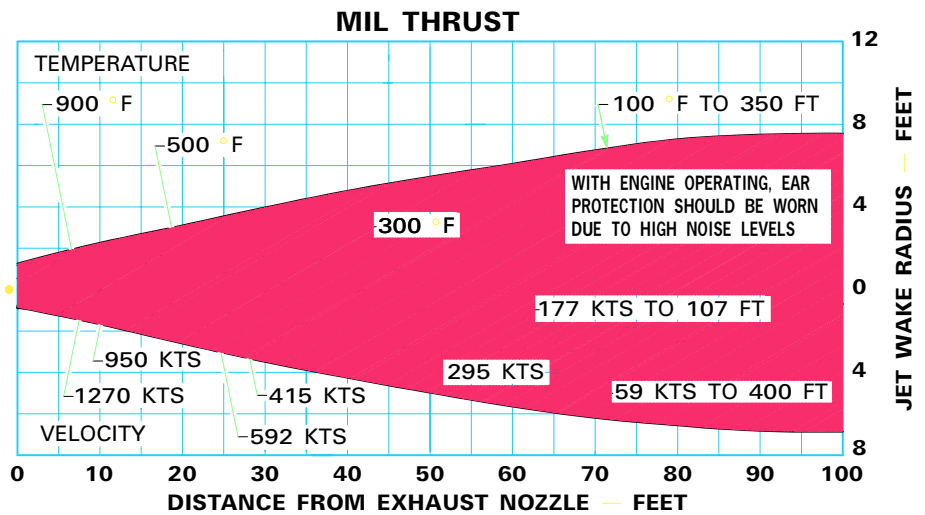 MIL THRUST
12
TEMPERATURE
900 °F
100 °F TO 350 FT
8
500 °F
WITH ENGINE OPERATING, EAR
PROTECTION SHOULD BE WORN
DUE TO HIGH NOISE LEVELS
4
300 °F
0
177 KTS TO 107 FT
950 KTS
295 KTS
4
1270 KTS
415 KTS
59 KTS TO 400 FT
VELOCITY
592 KTS
8
0 10 20 30 40 50 60 70 80 90 100
DISTANCE FROM EXHAUST NOZZLE — FEET
JET WAKE RADIUS — FEET